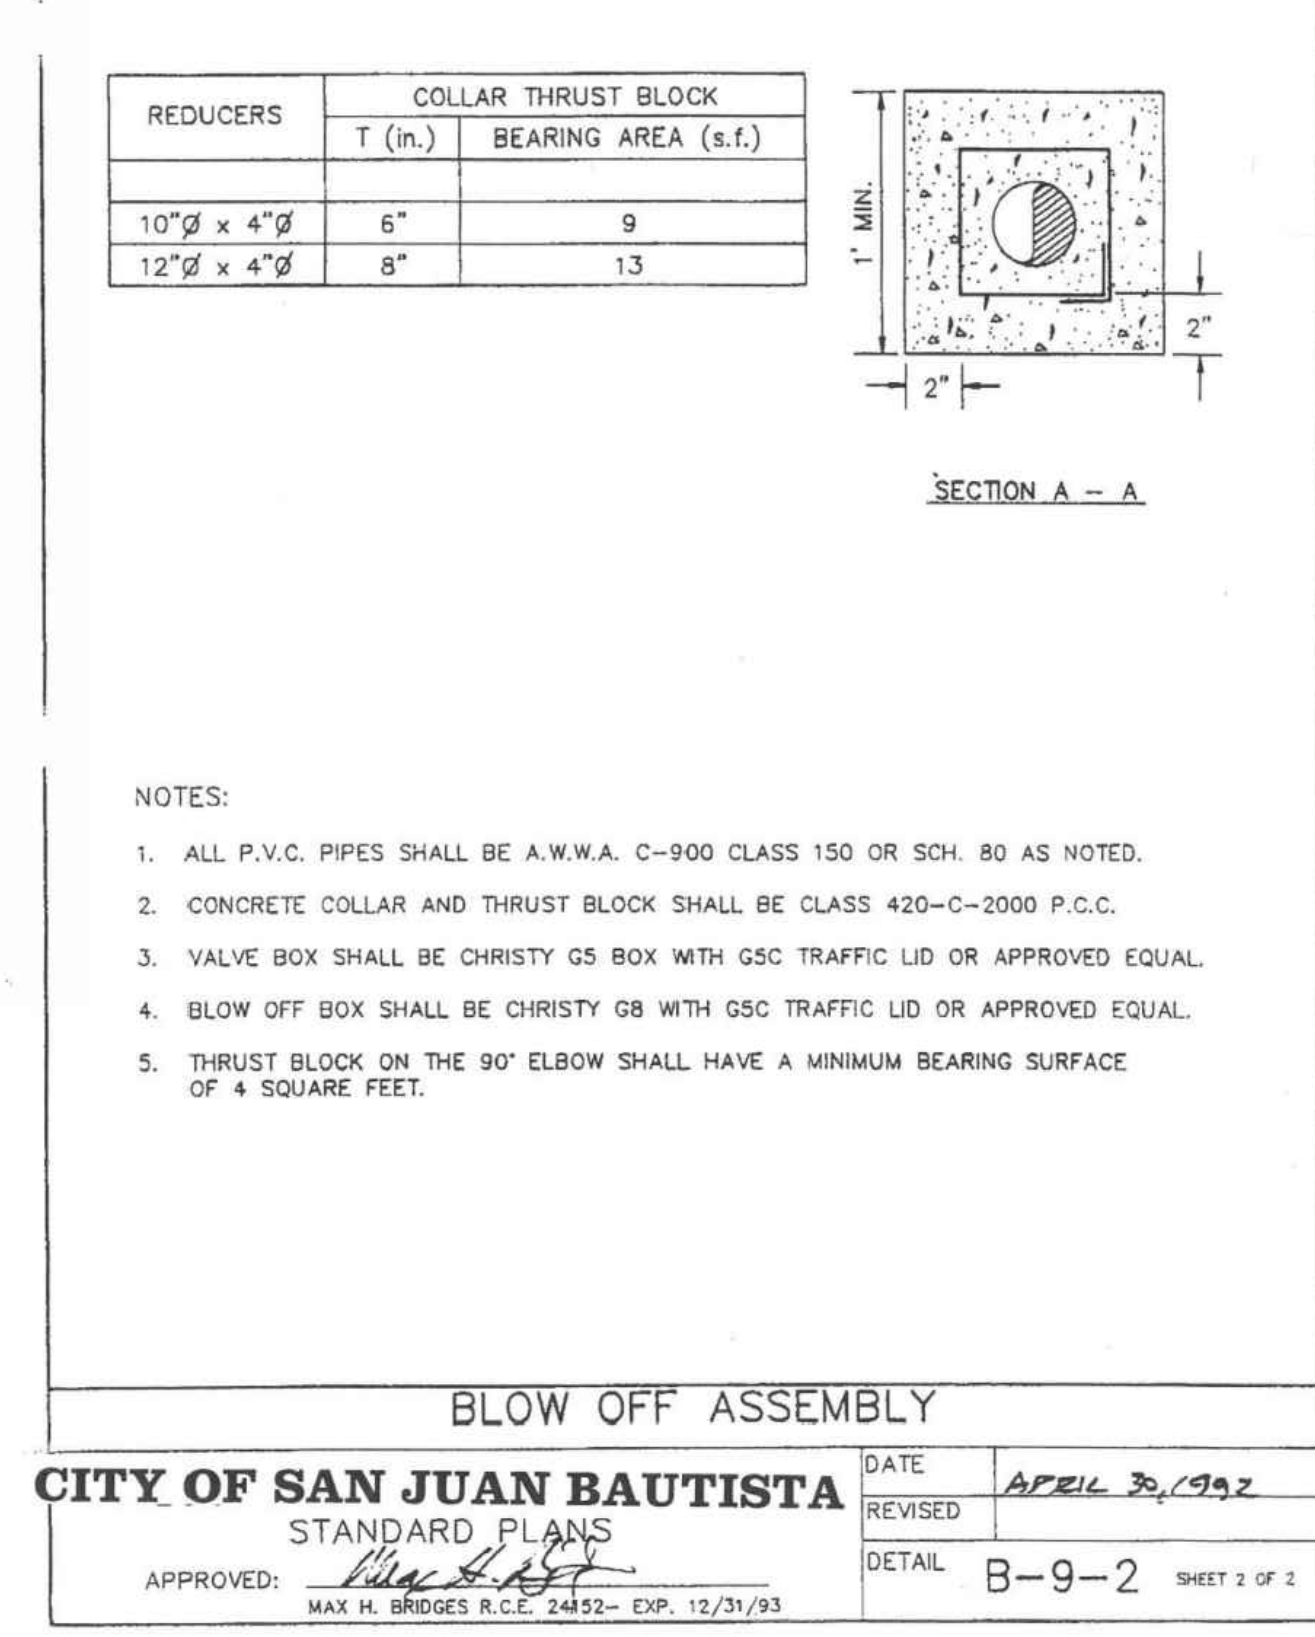 REDUCERS
COLLAR THRUST BLOCK
T (in.) BEARING AREA (s.f.)
10"Ø x 4"Ø 6" 9
12"Ø x 4"Ø 8" 13
1' MIN.
2"
2"
SECTION A - A
NOTES:
1. ALL P.V.C. PIPES SHALL BE A.W.W.A. C-900 CLASS 150 OR SCH. 80 AS NOTED.
2. CONCRETE COLLAR AND THRUST BLOCK SHALL BE CLASS 420-C-2000 P.C.C.
3. VALVE BOX SHALL BE CHRISTY G5 BOX WITH G5C TRAFFIC LID OR APPROVED EQUAL.
4. BLOW OFF BOX SHALL BE CHRISTY G8 WITH G5C TRAFFIC LID OR APPROVED EQUAL.
5. THRUST BLOCK ON THE 90° ELBOW SHALL HAVE A MINIMUM BEARING SURFACE
OF 4 SQUARE FEET.
BLOW OFF ASSEMBLY
CITY OF SAN JUAN BAUTISTA
STANDARD PLANS
APPROVED:
MAX H. BRIDGES R.C.E. 24152- EXP. 12/31/93
DATE APRIL 30, 1992
REVISED
DETAIL B-9-2 SHEET 2 OF 2